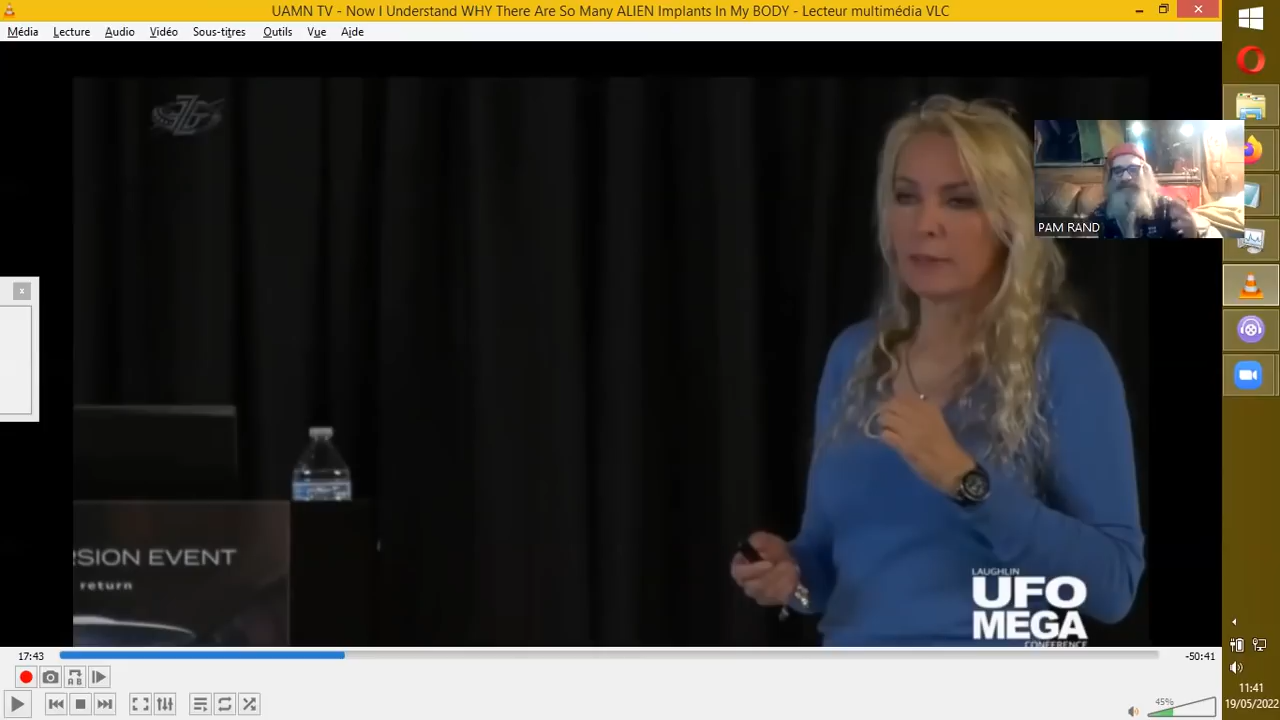 UAMN TV - Now I Understand WHY There Are So Many ALIEN Implants In My BODY - Lecteur multimédia VLC
Média Lecture Audio Vidéo Sous-titres Outils Vue Aide
PAM RAND
RSION EVENT
return
LAUGHLIN
UFO
MEGA
CONFERENCE
17:43
-50:41
45%
11:41
19/05/2022